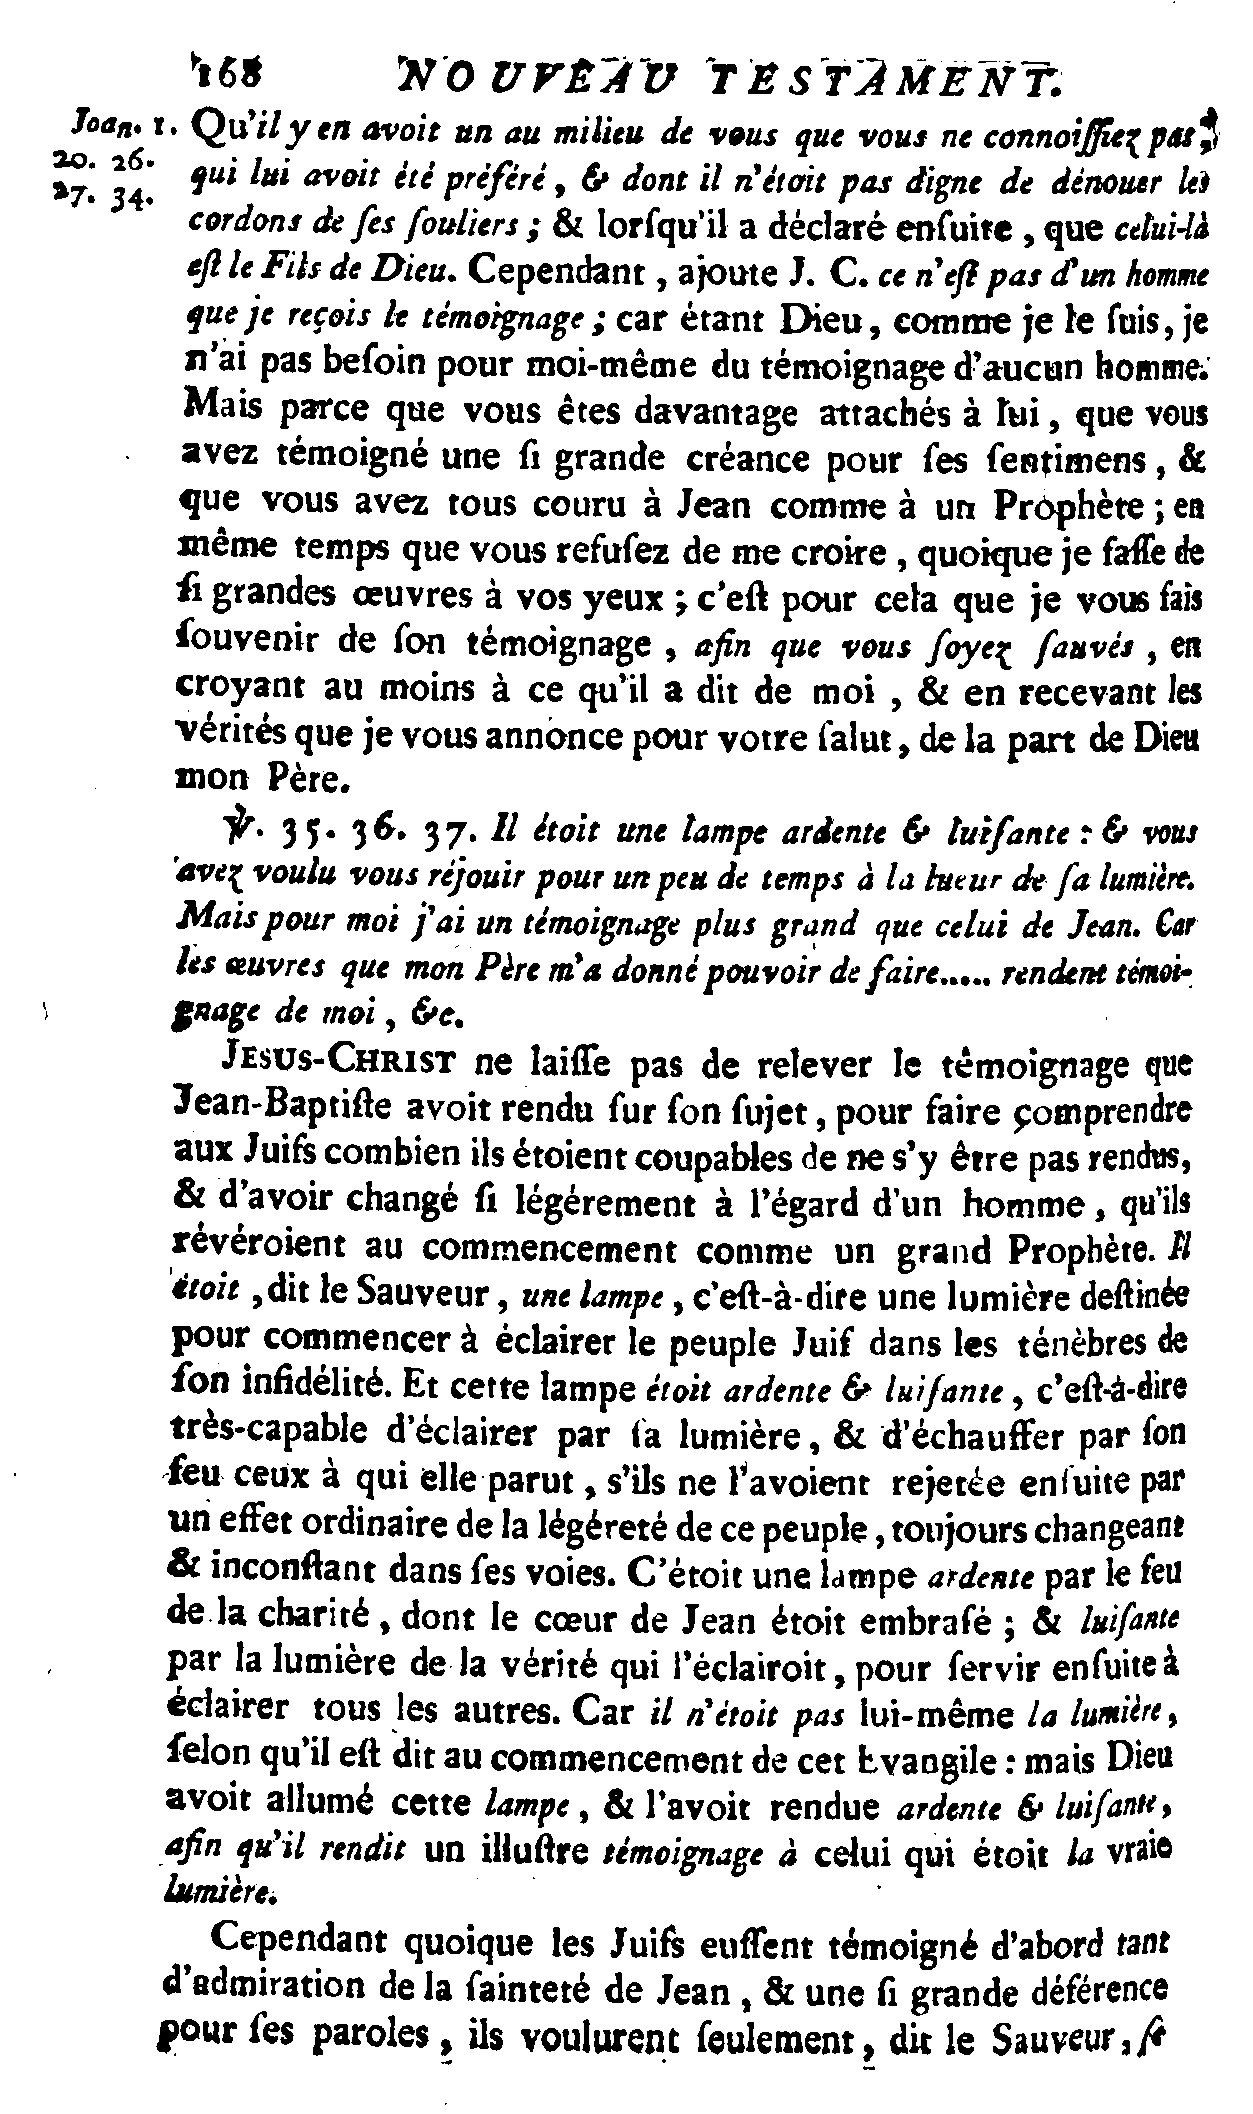 168 NOUVEAU TESTAMENT.
Joan. 1. Qu'il y en avoit un au milieu de vous que vous ne connoiſſiez pas,
20. 26. qui lui avoit été préféré, & dont il n'étoit pas digne de dénouer les
27. 34. cordons de ſes ſouliers ; & lorſqu'il a déclaré enſuite, que celui-là
eſt le Fils de Dieu. Cependant, ajoute J. C. ce n'eſt pas d'un homme
que je reçois le témoignage ; car étant Dieu, comme je le ſuis, je
n'ai pas beſoin pour moi-même du témoignage d'aucun homme.
Mais parce que vous êtes davantage attachés à lui, que vous
avez témoigné une ſi grande créance pour ſes ſentimens, &
que vous avez tous couru à Jean comme à un Prophète ; en
même temps que vous refuſez de me croire, quoique je faſſe de
ſi grandes œuvres à vos yeux ; c'eſt pour cela que je vous fais
ſouvenir de ſon témoignage, afin que vous ſoyez ſauvés, en
croyant au moins à ce qu'il a dit de moi, & en recevant les
vérités que je vous annonce pour votre ſalut, de la part de Dieu
mon Père.
℣. 35. 36. 37. Il étoit une lampe ardente & luiſante : & vous
avez voulu vous réjouir pour un peu de temps à la lueur de ſa lumière.
Mais pour moi j'ai un témoignage plus grand que celui de Jean. Car
les œuvres que mon Père m'a donné pouvoir de faire..... rendent témoi-
gnage de moi, &c.
JESUS-CHRIST ne laiſſe pas de relever le témoignage que
Jean-Baptiſte avoit rendu ſur ſon ſujet, pour faire comprendre
aux Juifs combien ils étoient coupables de ne s'y être pas rendus,
& d'avoir changé ſi légérement à l'égard d'un homme, qu'ils
révéroient au commencement comme un grand Prophète. Il
étoit, dit le Sauveur, une lampe, c'eſt-à-dire une lumière deſtinée
pour commencer à éclairer le peuple Juif dans les ténèbres de
ſon infidélité. Et cette lampe étoit ardente & luiſante, c'eſt-à-dire
très-capable d'éclairer par ſa lumière, & d'échauffer par ſon
feu ceux à qui elle parut, s'ils ne l'avoient rejetée enſuite par
un effet ordinaire de la légéreté de ce peuple, toujours changeant
& inconſtant dans ſes voies. C'étoit une lampe ardente par le feu
de la charité, dont le cœur de Jean étoit embraſé ; & luiſante
par la lumière de la vérité qui l'éclairoit, pour ſervir enſuite à
éclairer tous les autres. Car il n'étoit pas lui-même la lumière,
ſelon qu'il eſt dit au commencement de cet Evangile : mais Dieu
avoit allumé cette lampe, & l'avoit rendue ardente & luiſante,
afin qu'il rendit un illuſtre témoignage à celui qui étoit la vraie
lumière.
Cependant quoique les Juifs euſſent témoigné d'abord tant
d'admiration de la ſainteté de Jean, & une ſi grande déférence
pour ſes paroles, ils voulurent ſeulement, dit le Sauveur, ſe